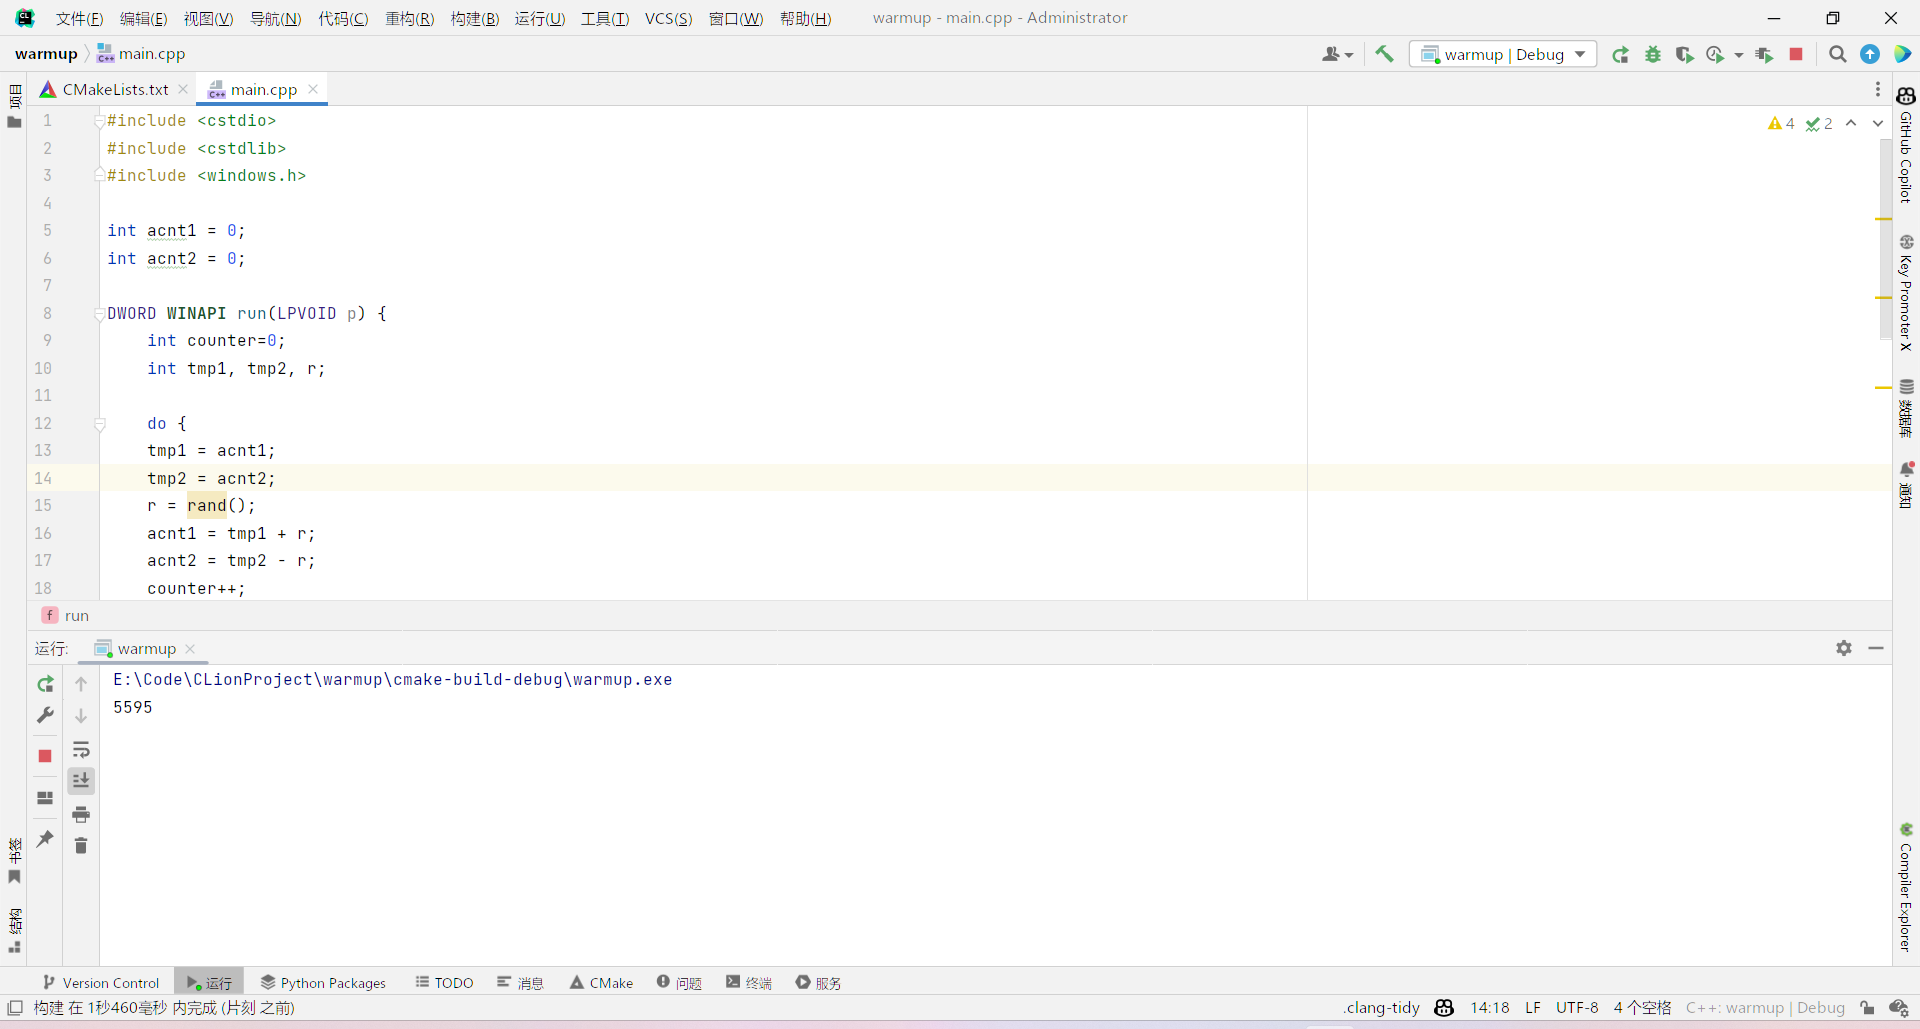 文件(F) 编辑(E) 视图(V) 导航(N) 代码(C) 重构(R) 构建(B) 运行(U) 工具(T) VCS(S) 窗口(W) 帮助(H) warmup - main.cpp - Administrator
warmup main.cpp
warmup | Debug
CMakeLists.txt main.cpp
4 2
1 #include <cstdio>
2 #include <cstdlib>
3 #include <windows.h>
4
5 int acnt1 = 0;
6 int acnt2 = 0;
7
8 DWORD WINAPI run(LPVOID p) {
9 int counter=0;
10 int tmp1, tmp2, r;
11
12 do {
13 tmp1 = acnt1;
14 tmp2 = acnt2;
15 r = rand();
16 acnt1 = tmp1 + r;
17 acnt2 = tmp2 - r;
18 counter++;
f run
运行: warmup
E:\Code\CLionProject\warmup\cmake-build-debug\warmup.exe
5595
项目
书签
结构
GitHub Copilot
Key Promoter X
数据库
通知
Compiler Explorer
Version Control 运行 Python Packages TODO 消息 CMake 问题 终端 服务
构建 在 1秒460毫秒 内完成 (片刻 之前) .clang-tidy 14:18 LF UTF-8 4 个空格 C++: warmup | Debug